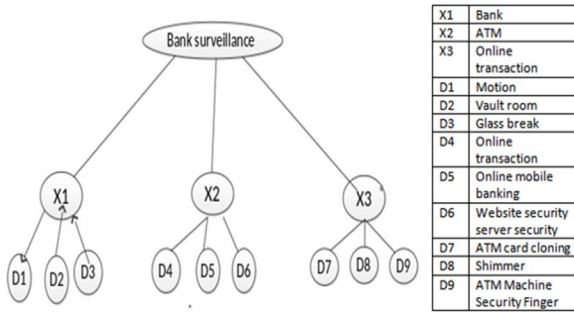 Bank surveillance
X1
X2
X3
D1
D2
D3
D4
D5
D6
D7
D8
D9
X1 Bank
X2 ATM
X3 Online
transaction
D1 Motion
D2 Vault room
D3 Glass break
D4 Online
transaction
D5 Online mobile
banking
D6 Website security
server security
D7 ATM card cloning
D8 Shimmer
D9 ATM Machine
Security Finger